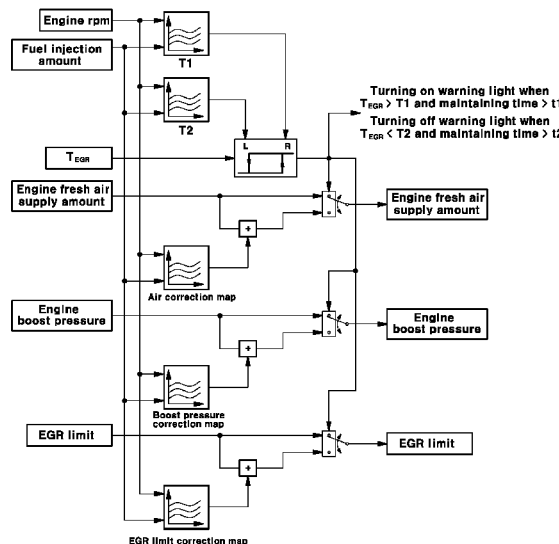 Engine rpm
Fuel injection
amount
T1
T2
Turning on warning light when
TEGR > T1 and maintaining time > t1
Turning off warning light when
TEGR < T2 and maintaining time > t2
L R
TEGR
Engine fresh air
supply amount
+
Engine fresh air
supply amount
Air correction map
Engine
boost pressure
+
Engine
boost pressure
Boost pressure
correction map
EGR limit
+
EGR limit
EGR limit correction map